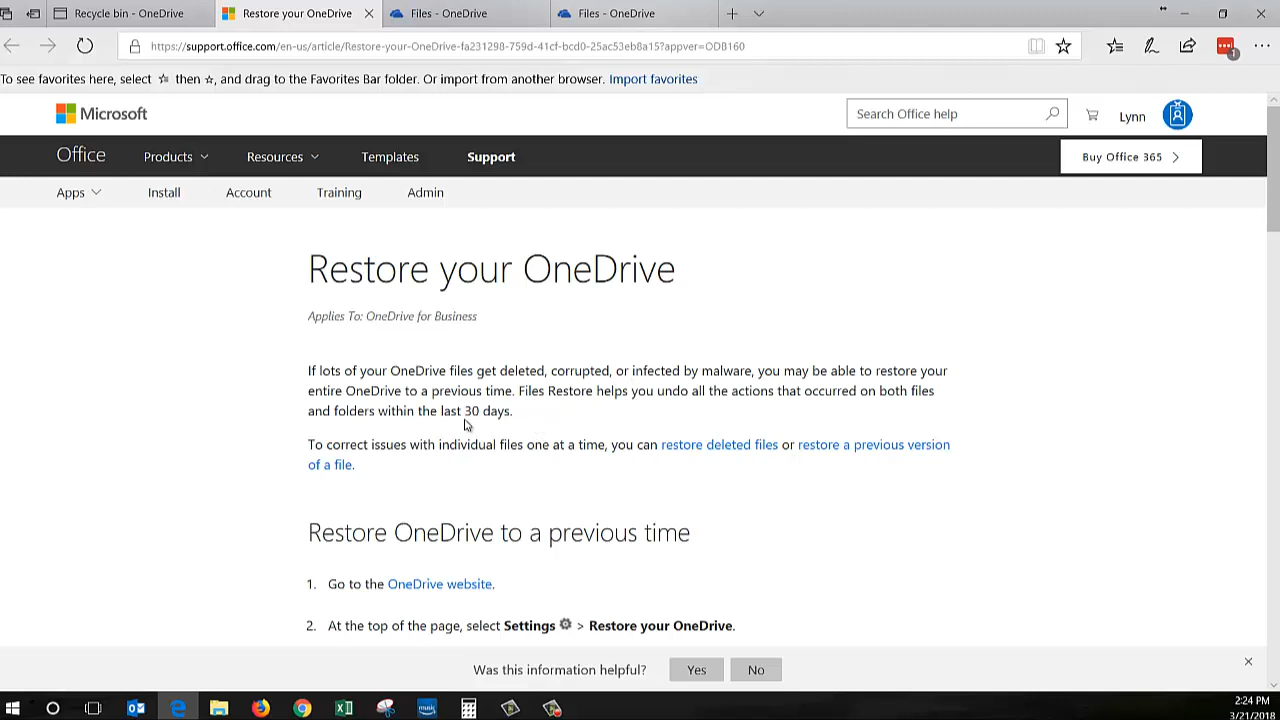 Recycle bin - OneDrive
Restore your OneDrive
Files - OneDrive
Files - OneDrive
https://support.office.com/en-us/article/Restore-your-OneDrive-fa231298-759d-41cf-bcd0-25ac53eb8a15?appver=ODB160
1
To see favorites here, select ☆ then ☆, and drag to the Favorites Bar folder. Or import from another browser. Import favorites
Microsoft
Search Office help
Lynn
Office
Products
Resources
Templates
Support
Buy Office 365
Apps
Install
Account
Training
Admin
Restore your OneDrive
Applies To: OneDrive for Business
If lots of your OneDrive files get deleted, corrupted, or infected by malware, you may be able to restore your
entire OneDrive to a previous time. Files Restore helps you undo all the actions that occurred on both files
and folders within the last 30 days.
To correct issues with individual files one at a time, you can restore deleted files or restore a previous version
of a file.
Restore OneDrive to a previous time
1. Go to the OneDrive website.
2. At the top of the page, select Settings > Restore your OneDrive.
Was this information helpful?
Yes
No
music
2:24 PM
3/21/2018